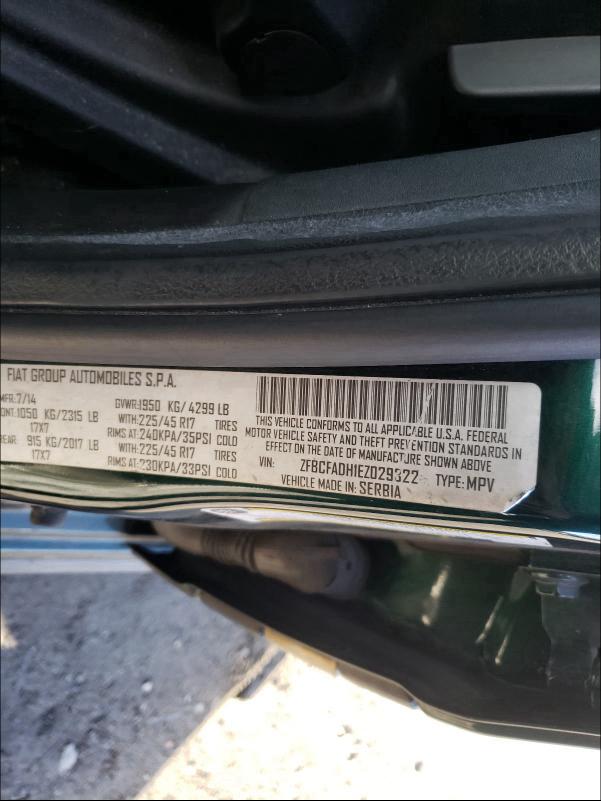 FIAT GROUP AUTOMOBILES S.P.A.
MFR:7/14 GVWR:1950 KG/ 4299 LB
FRONT:1050 KG/2315 LB WITH:225/45 R17 TIRES
17X7 RIMS AT:240KPA/35PSI COLD
REAR: 915 KG/2017 LB WITH:225/45 R17 TIRES
17X7 RIMS AT:230KPA/33PSI COLD
THIS VEHICLE CONFORMS TO ALL APPLICABLE U.S.A. FEDERAL
MOTOR VEHICLE SAFETY AND THEFT PREVENTION STANDARDS IN
EFFECT ON THE DATE OF MANUFACTURE SHOWN ABOVE.
VIN: ZFBCFADH1EZ029322 TYPE: MPV
VEHICLE MADE IN: SERBIA